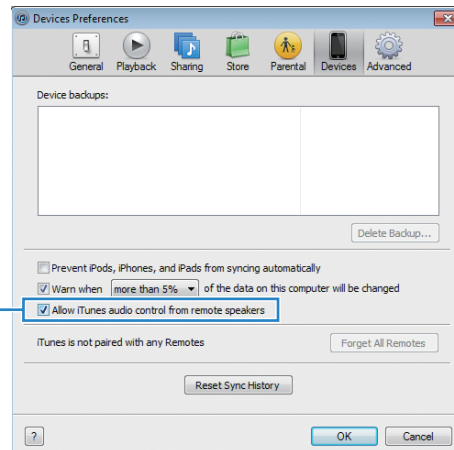 Devices Preferences
General Playback Sharing Store Parental Devices Advanced
Device backups:
Delete Backup...
Prevent iPods, iPhones, and iPads from syncing automatically
Warn when more than 5% of the data on this computer will be changed
Allow iTunes audio control from remote speakers
iTunes is not paired with any Remotes Forget All Remotes
Reset Sync History
? OK Cancel